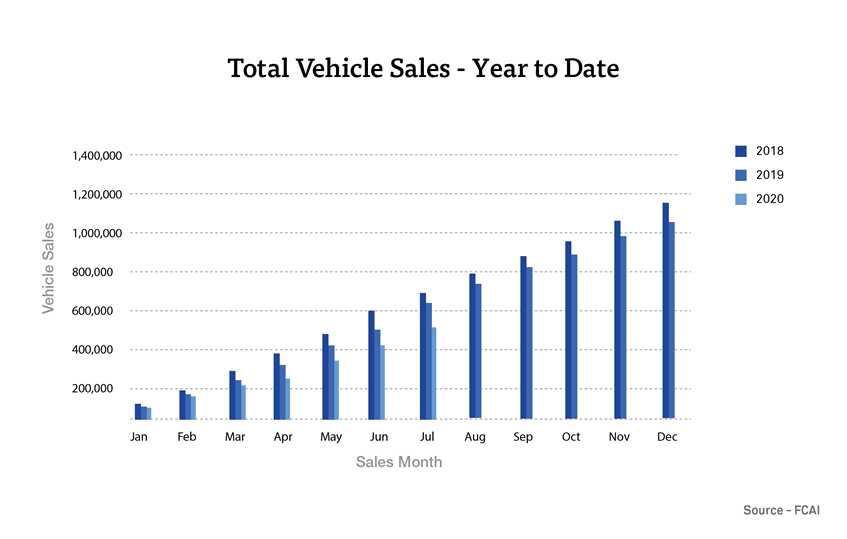 Total Vehicle Sales - Year to Date
1,400,000
1,200,000
1,000,000
800,000
600,000
400,000
200,000
Vehicle Sales
Jan Feb Mar Apr May Jun Jul Aug Sep Oct Nov Dec
Sales Month
2018
2019
2020
Source - FCAI